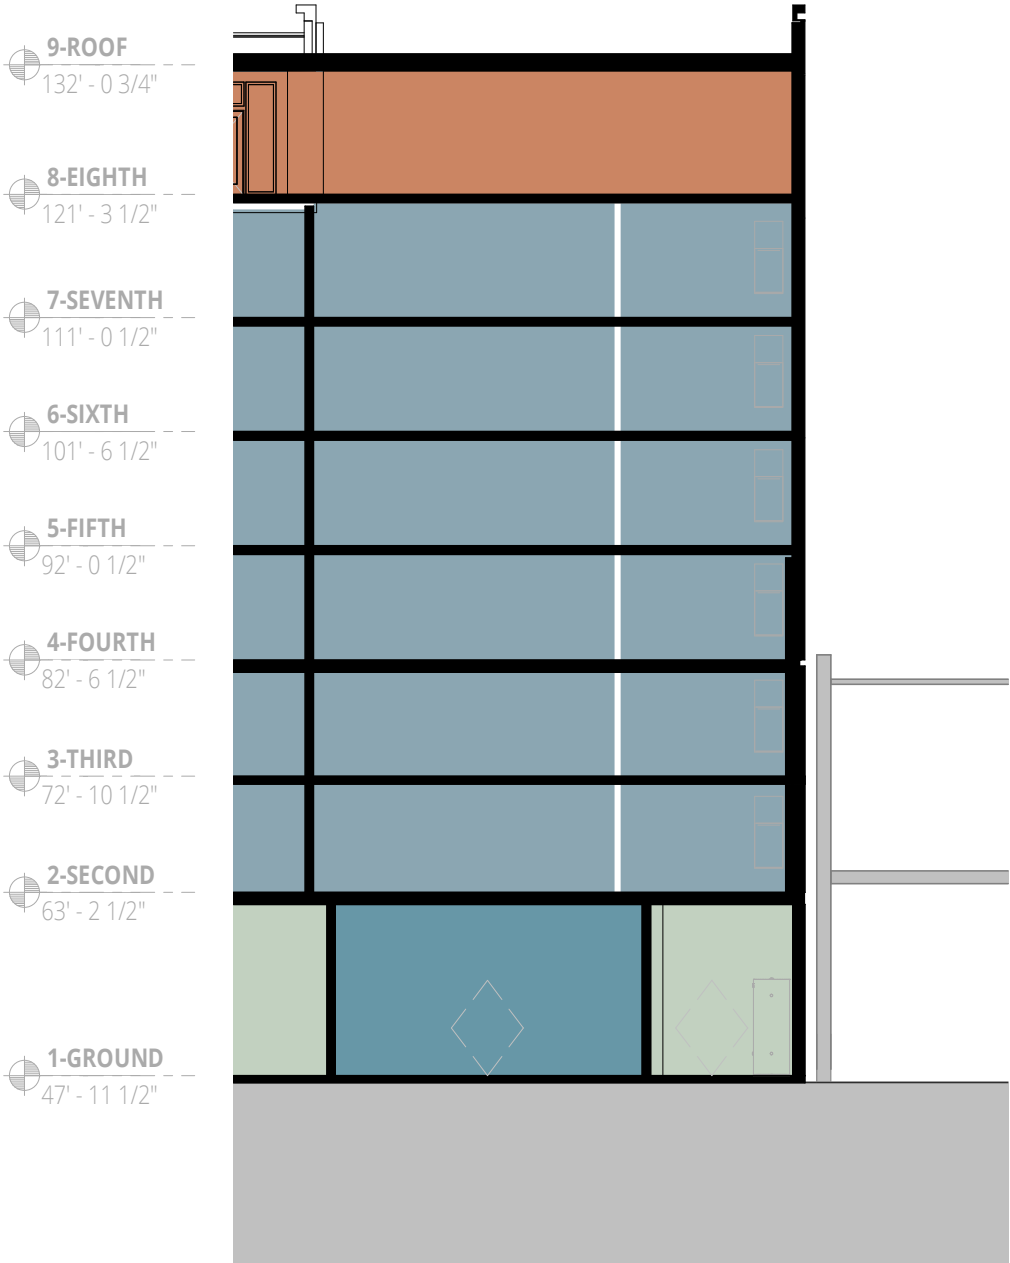 9-ROOF
132' - 0 3/4"
8-EIGHTH
121' - 3 1/2"
7-SEVENTH
111' - 0 1/2"
6-SIXTH
101' - 6 1/2"
5-FIFTH
92' - 0 1/2"
4-FOURTH
82' - 6 1/2"
3-THIRD
72' - 10 1/2"
2-SECOND
63' - 2 1/2"
1-GROUND
47' - 11 1/2"